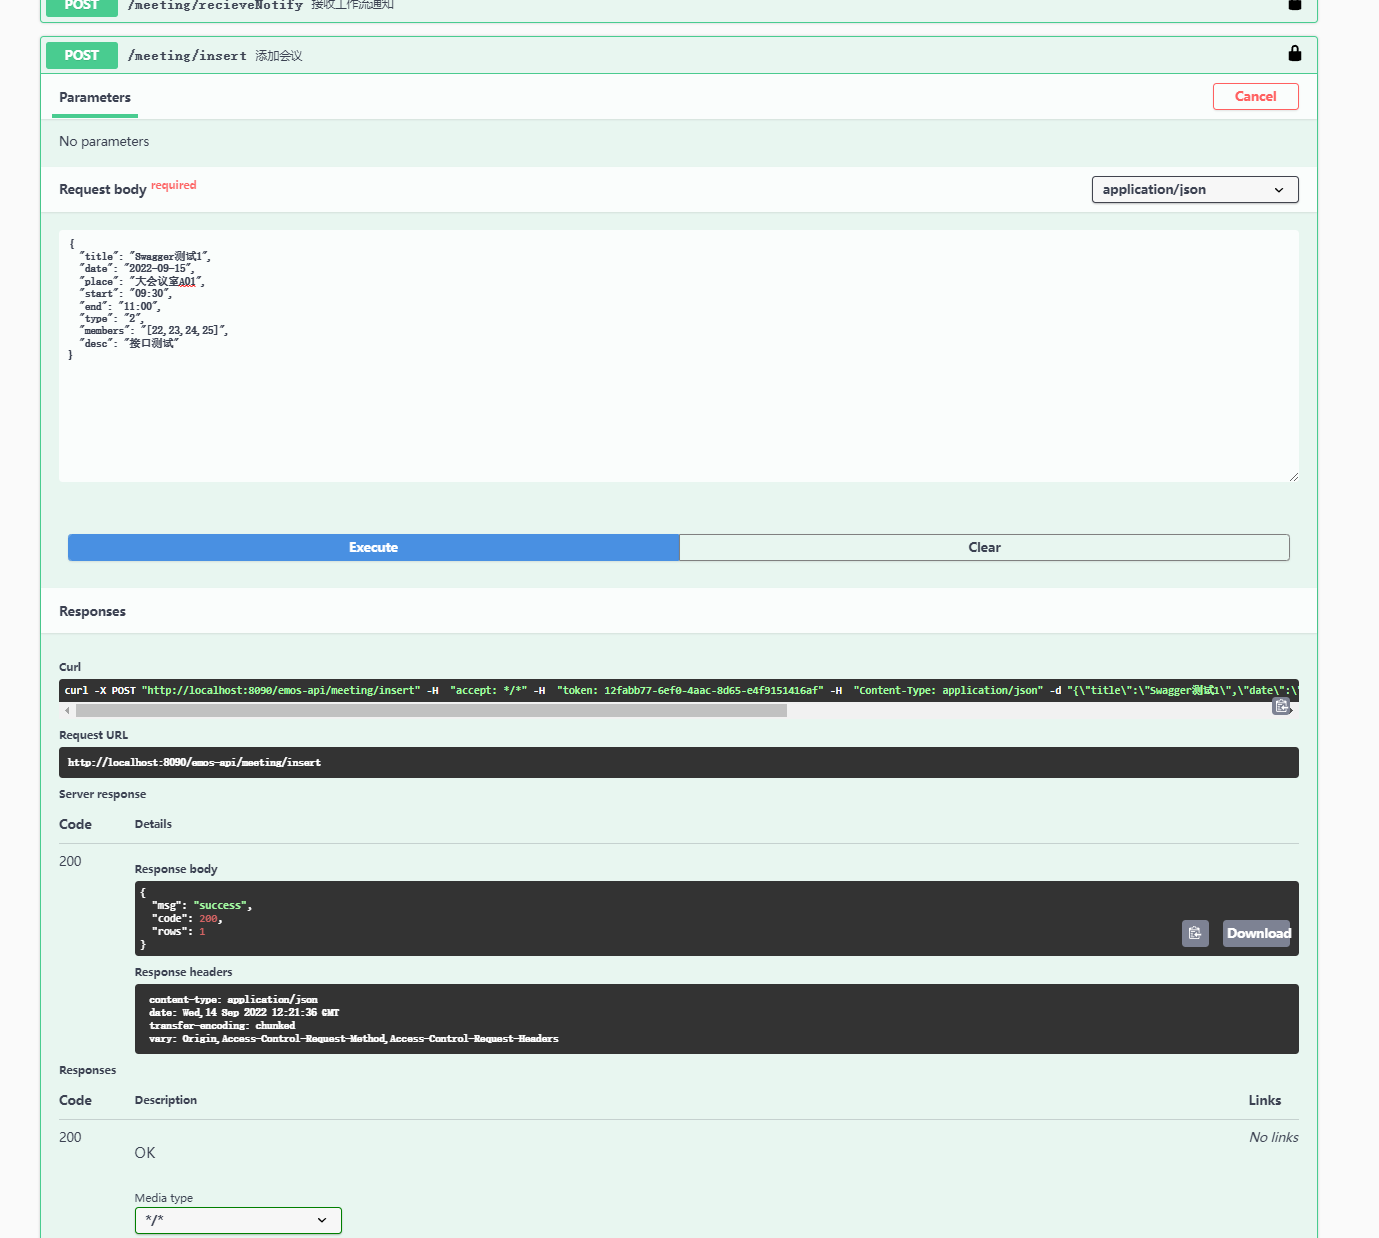 POST /meeting/recieveNotify 接收工作流通知
POST /meeting/insert 添加会议
Parameters
Cancel
No parameters
Request body required
application/json
{
"title": "Swagger测试1",
"date": "2022-09-15",
"place": "大会议室A01",
"start": "09:30",
"end": "11:00",
"type": "2",
"members": "[22,23,24,25]",
"desc": "接口测试"
}
Execute
Clear
Responses
Curl
curl -X POST "http://localhost:8090/emos-api/meeting/insert" -H  "accept: */*" -H  "token: 12fabb77-6ef0-4aac-8d65-e4f9151416af" -H  "Content-Type: application/json" -d "{\"title\":\"Swagger测试1\",\"date\":\"
Request URL
http://localhost:8090/emos-api/meeting/insert
Server response
Code Details
200
Response body
{
"msg": "success",
"code": 200,
"rows": 1
}
Download
Response headers
content-type: application/json
date: Wed,14 Sep 2022 12:21:36 GMT
transfer-encoding: chunked
vary: Origin,Access-Control-Request-Method,Access-Control-Request-Headers
Responses
Code Description Links
200
OK
No links
Media type
*/*